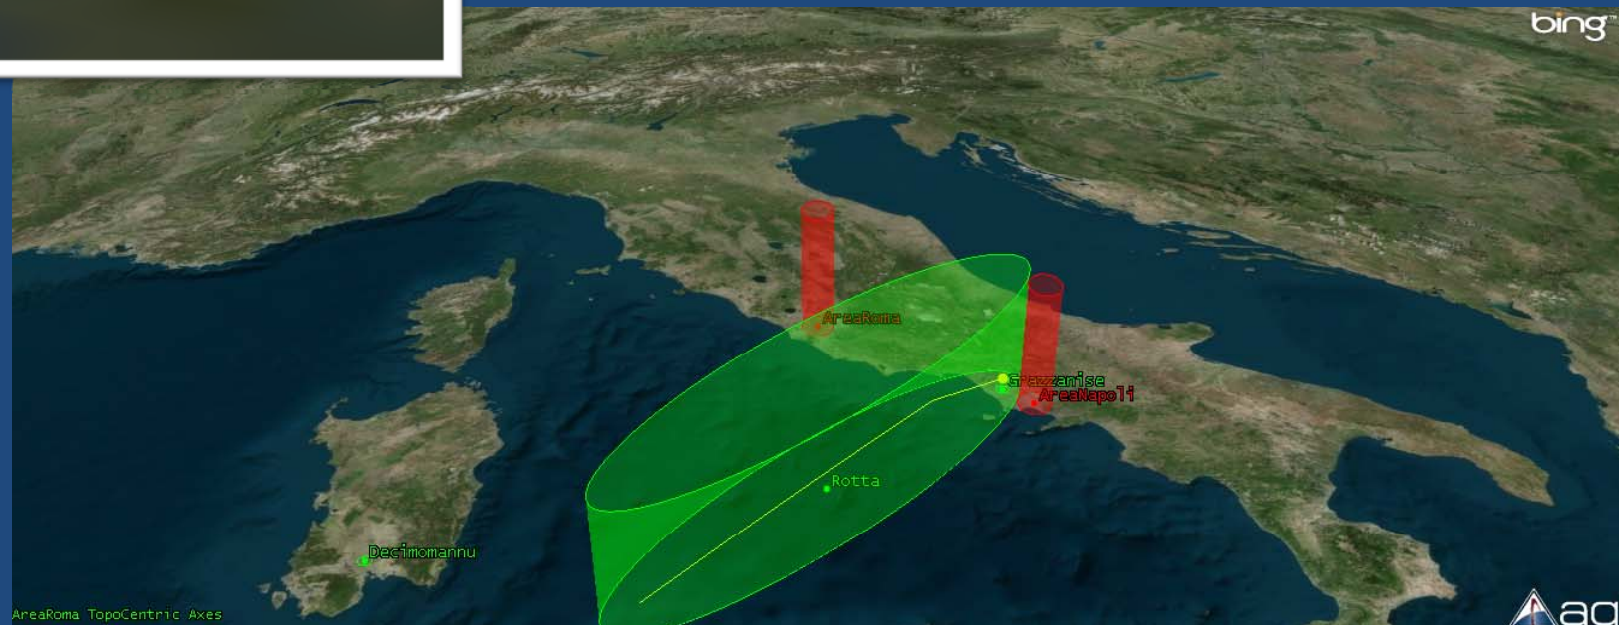 bing
AreaRoma
Grazzanise
AreaNapoli
Rotta
Decimomannu
AreaRoma TopoCentric Axes